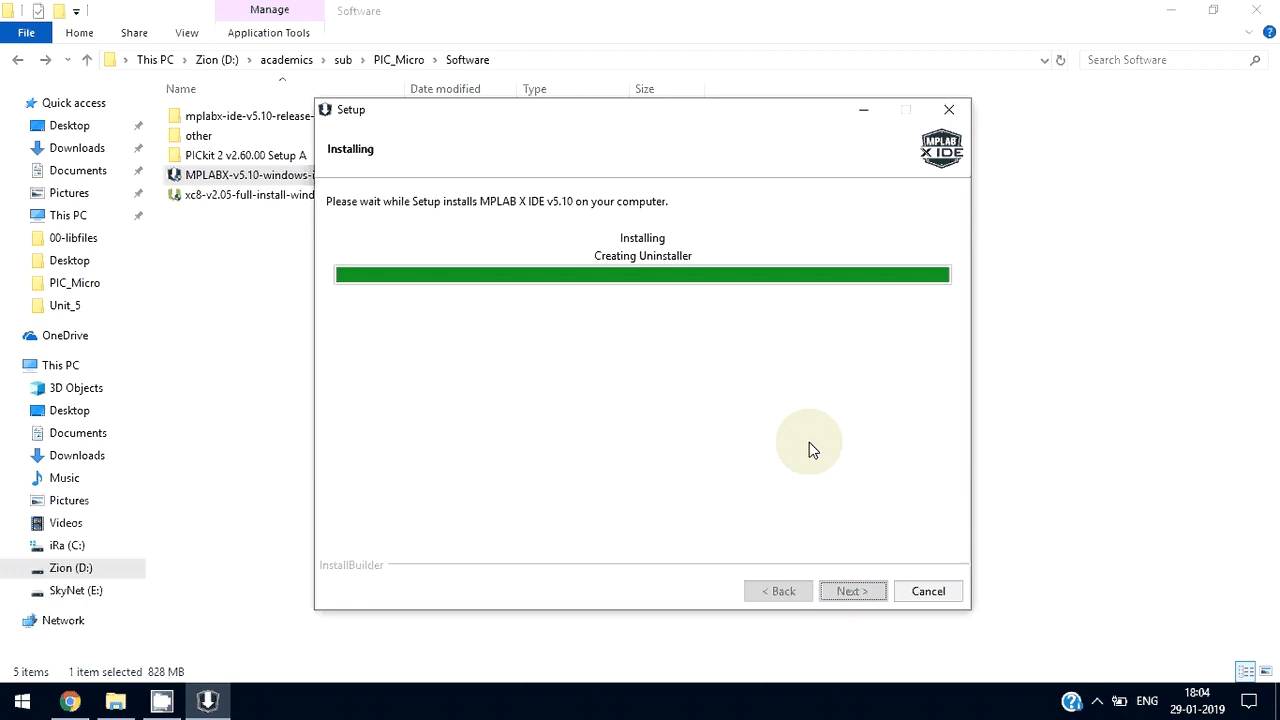 Manage
Software
File
Home
Share
View
Application Tools
This PC
Zion (D:)
academics
sub
PIC_Micro
Software
Search Software
Name
Date modified
Type
Size
Quick access
Desktop
Downloads
Documents
Pictures
This PC
00-libfiles
Desktop
PIC_Micro
Unit_5
OneDrive
This PC
3D Objects
Desktop
Documents
Downloads
Music
Pictures
Videos
iRa (C:)
Zion (D:)
SkyNet (E:)
Network
mplabx-ide-v5.10-release-
other
PICkit 2 v2.60.00 Setup A
MPLABX-v5.10-windows-i
xc8-v2.05-full-install-wind
Setup
Installing
MPLAB
X IDE
Please wait while Setup installs MPLAB X IDE v5.10 on your computer.
Installing
Creating Uninstaller
InstallBuilder
< Back
Next >
Cancel
5 items
1 item selected 828 MB
ENG
18:04
29-01-2019